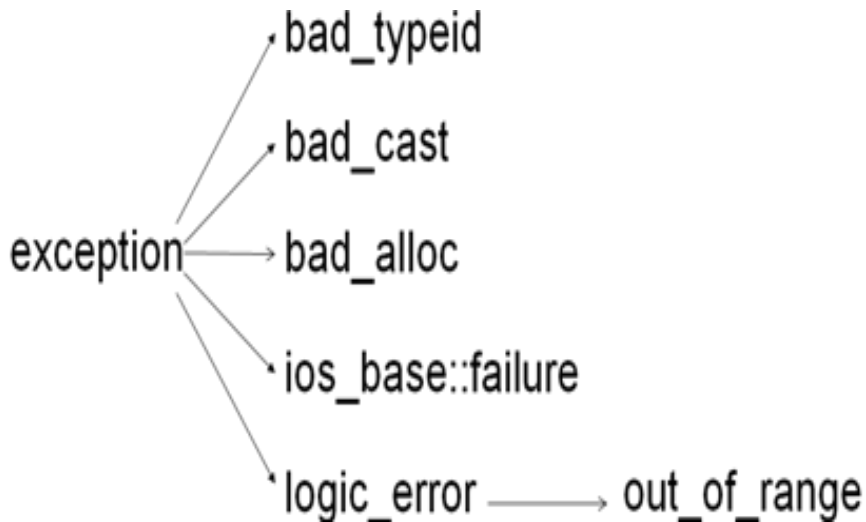 bad_typeid
bad_cast
exception
bad_alloc
ios_base::failure
logic_error
out_of_range